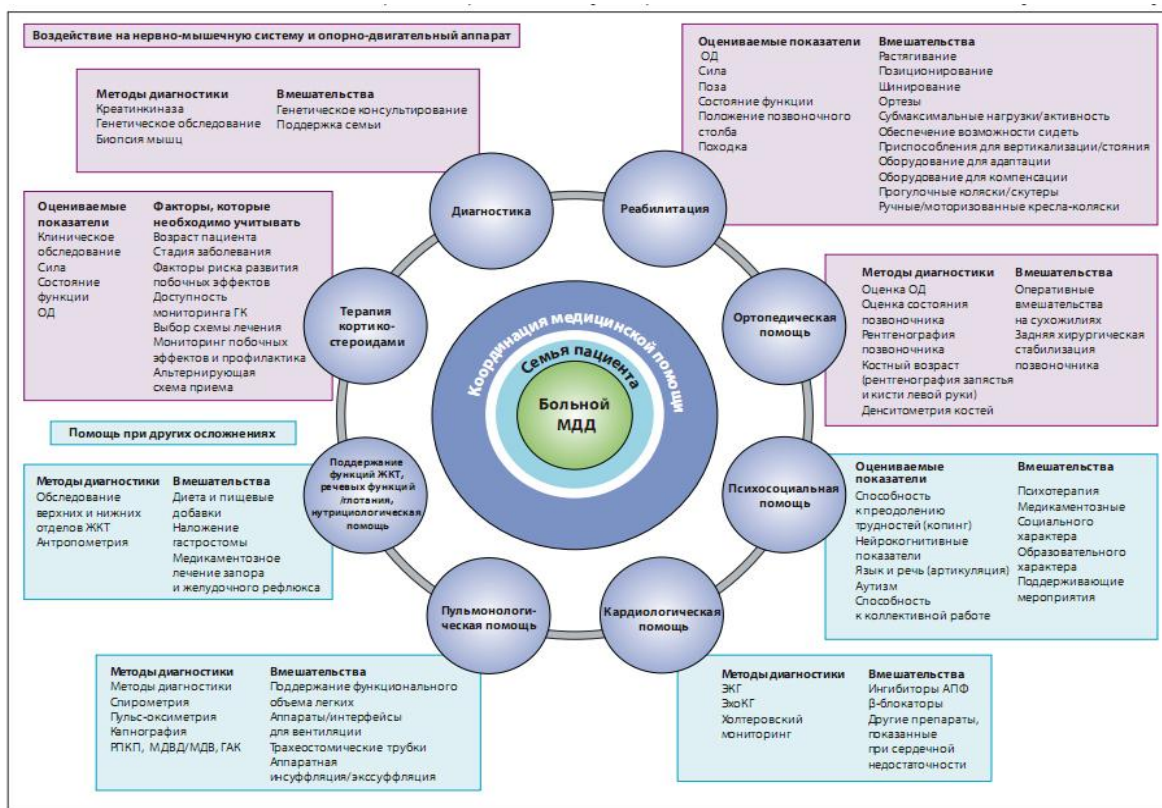 Воздействие на нервно-мышечную систему и опорно-двигательный аппарат
Методы диагностики
Креатинкиназа
Генетическое обследование
Биопсия мышц
Вмешательства
Генетическое консультирование
Поддержка семьи
Оцениваемые показатели
ОД
Сила
Поза
Состояние функции
Положение позвоночного
столба
Походка
Вмешательства
Растягивание
Позиционирование
Шинирование
Ортезы
Субмаксимальные нагрузки/активность
Обеспечение возможности сидеть
Приспособления для вертикализации/стояния
Оборудование для адаптации
Оборудование для компенсации
Прогулочные коляски/скутеры
Ручные/моторизованные кресла-коляски
Диагностика
Реабилитация
Оцениваемые
показатели
Клиническое
обследование
Сила
Состояние
функции
ОД
Факторы, которые
необходимо учитывать
Возраст пациента
Стадия заболевания
Факторы риска развития
побочных эффектов
Доступность
мониторинга ГК
Выбор схемы лечения
Мониторинг побочных
эффектов и профилактика
Альтернирующая
схема приема
Терапия
кортико-
стероидами
Координация медицинской помощи
Семья пациента
Больной
МДД
Ортопедическая
помощь
Методы диагностики
Оценка ОД
Оценка состояния
позвоночника
Рентгенография
позвоночника
Костный возраст
(рентгенография запястья
и кисти левой руки)
Денситометрия костей
Вмешательства
Оперативные
вмешательства
на сухожилиях
Задняя хирургическая
стабилизация
позвоночника
Помощь при других осложнениях
Методы диагностики
Обследование
верхних и нижних
отделов ЖКТ
Антропометрия
Вмешательства
Диета и пищевые
добавки
Наложение
гастростомы
Медикаментозное
лечение запора
и желудочного рефлюкса
Поддержание
функций ЖКТ,
речевых функций
/глотания,
нутрициологическая
помощь
Психосоциальная
помощь
Оцениваемые
показатели
Способность
к преодолению
трудностей (копинг)
Нейрокогнитивные
показатели
Язык и речь (артикуляция)
Аутизм
Способность
к коллективной работе
Вмешательства
Психотерапия
Медикаментозные
Социального
характера
Образовательного
характера
Поддерживающие
мероприятия
Пульмонологи-
ческая помощь
Кардиологическая
помощь
Методы диагностики
Методы диагностики
Спирометрия
Пульс-оксиметрия
Капнография
РПКП, МДВД/МДВ, ГАК
Вмешательства
Поддержание функционального
объема легких
Аппараты/интерфейсы
для вентиляции
Трахеостомические трубки
Аппаратная
инсуффляция/экссуффляция
Методы диагностики
ЭКГ
ЭхоКГ
Холтеровский
мониторинг
Вмешательства
Ингибиторы АПФ
β-блокаторы
Другие препараты,
показанные
при сердечной
недостаточности